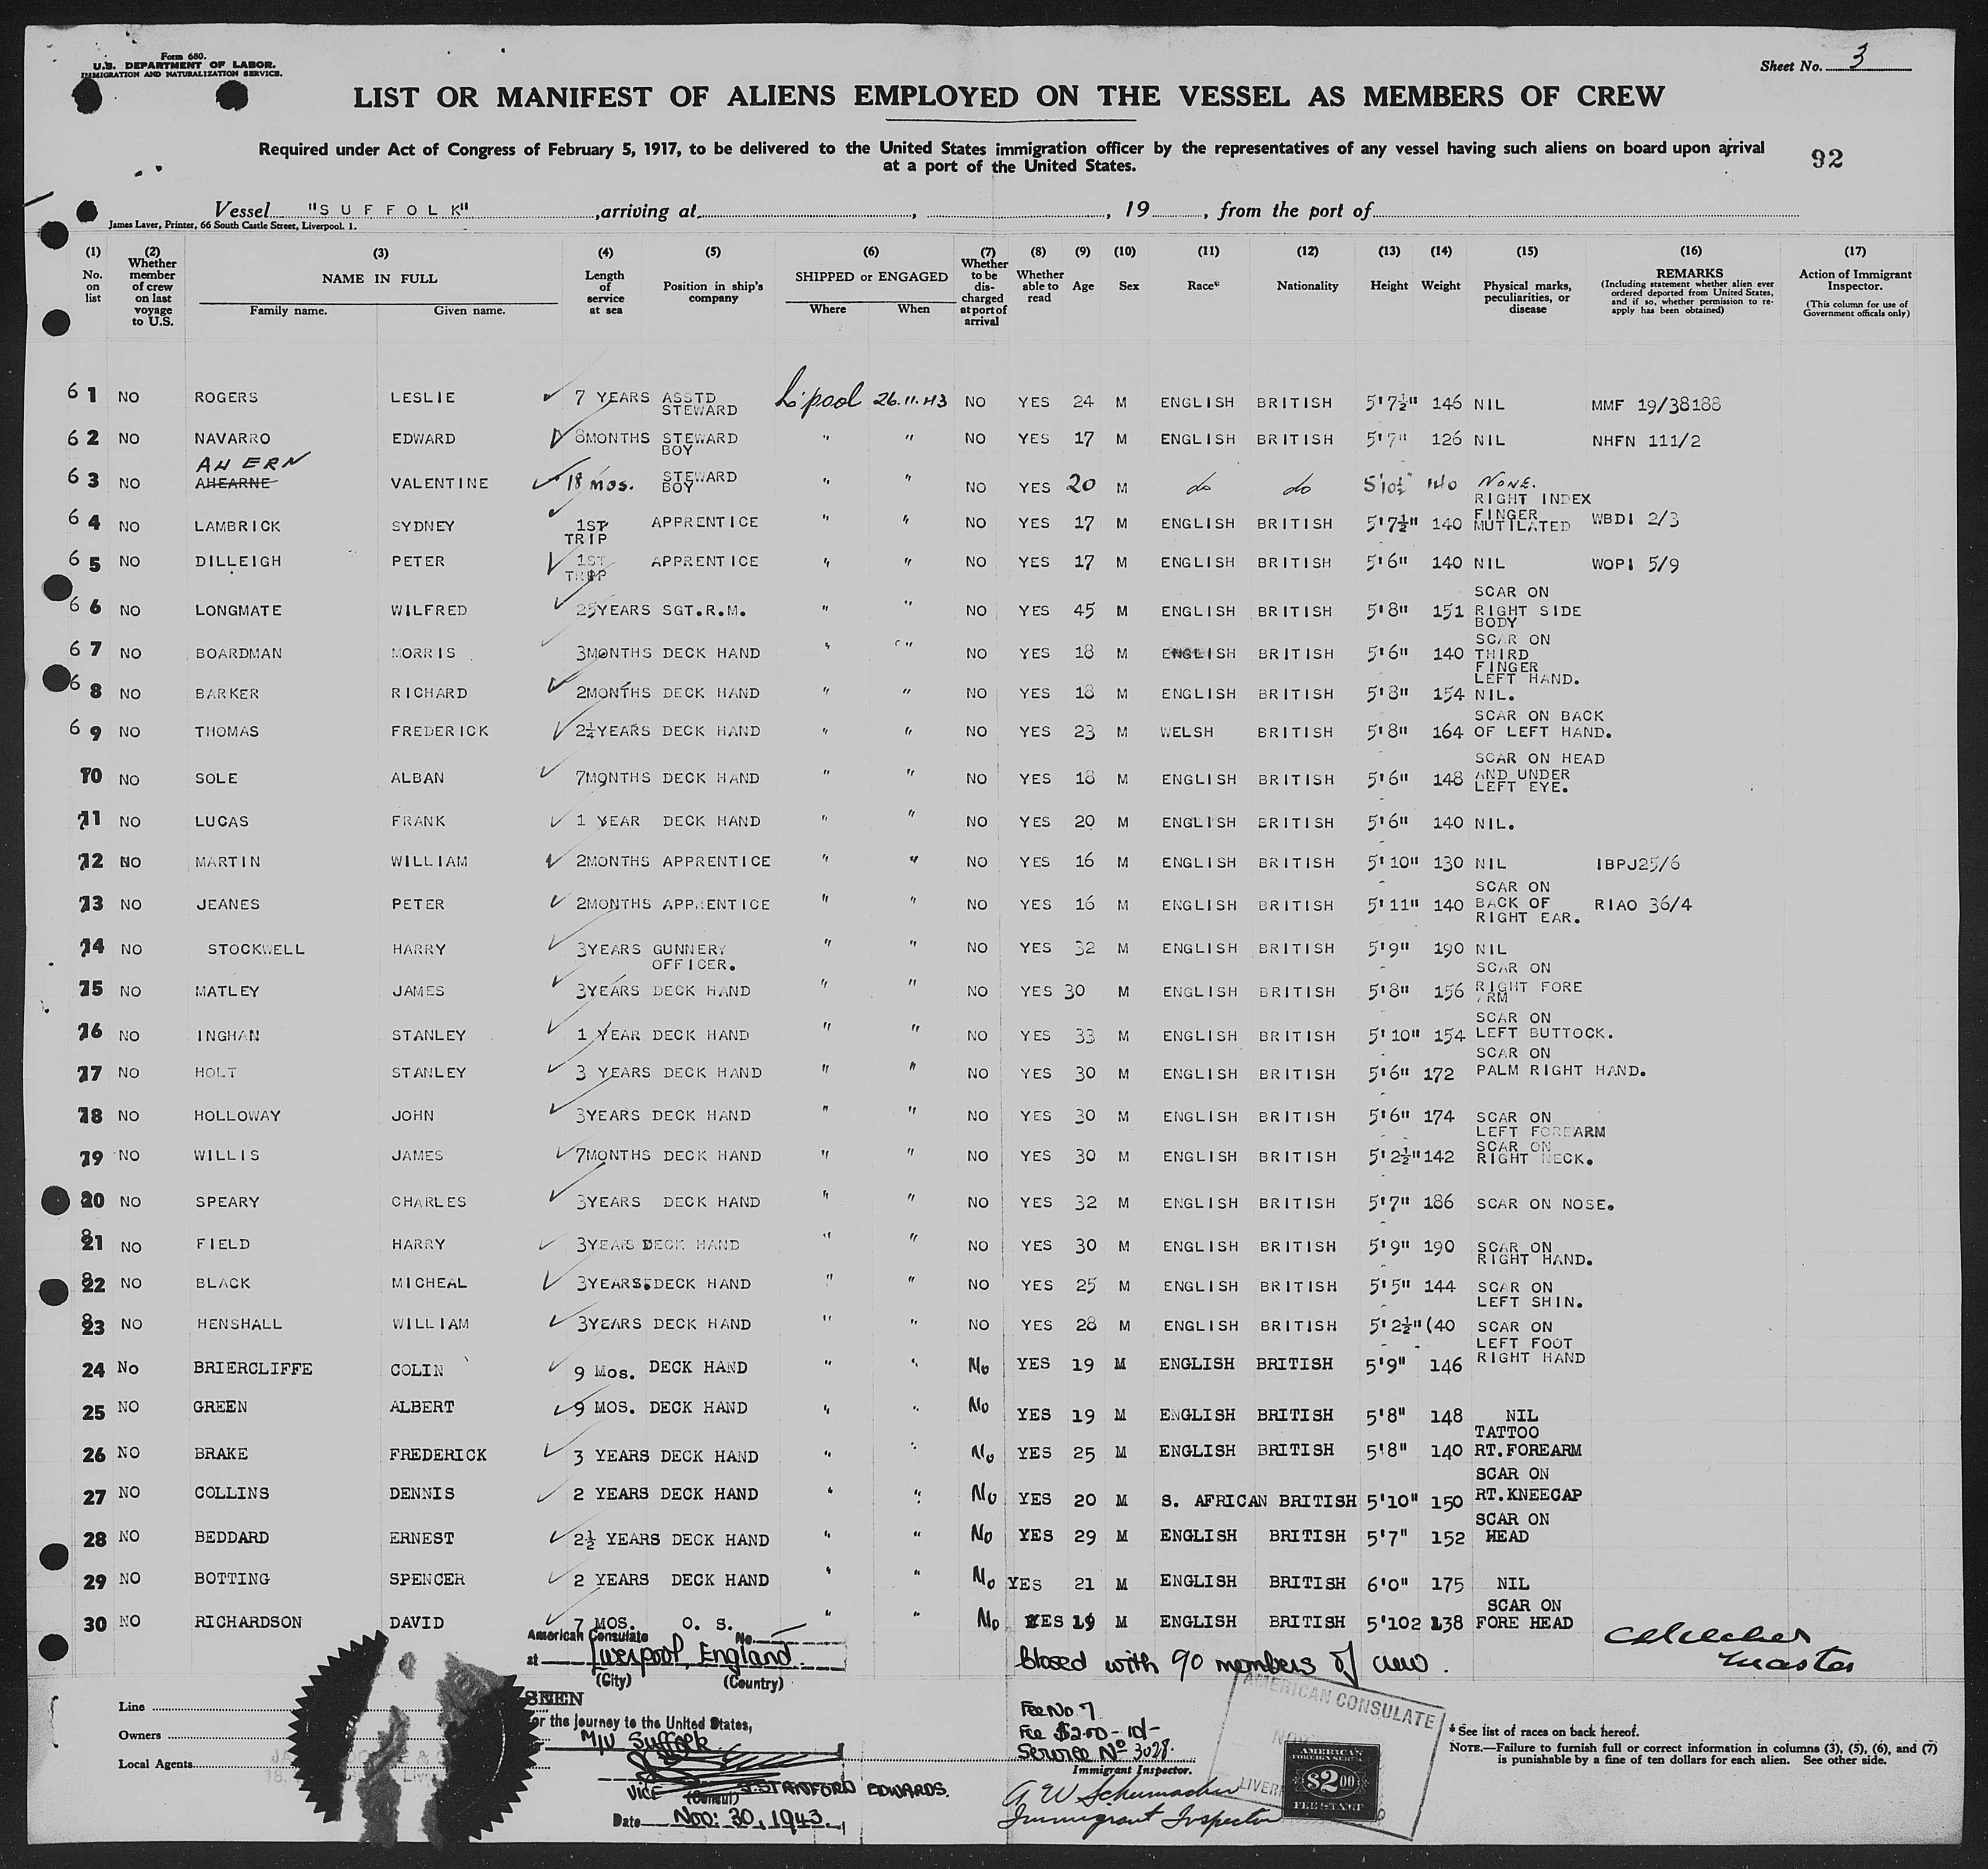 Form 680.
U.S. DEPARTMENT OF LABOR.
IMMIGRATION AND NATURALIZATION SERVICE.
Sheet No. 3
LIST OR MANIFEST OF ALIENS EMPLOYED ON THE VESSEL AS MEMBERS OF CREW
Required under Act of Congress of February 5, 1917, to be delivered to the United States immigration officer by the representatives of any vessel having such aliens on board upon arrival
at a port of the United States.
92
Vessel "SUFFOLK" , arriving at , , 19 , from the port of
James Laver, Printer, 66 South Castle Street, Liverpool. 1.
(1) No. on list (2) Whether member of crew on last voyage to U.S. (3) NAME IN FULL Family name. Given name. (4) Length of service at sea (5) Position in ship's company (6) SHIPPED or ENGAGED Where When (7) Whether to be discharged at port of arrival (8) Whether able to read (9) Age (10) Sex (11) Race* (12) Nationality (13) Height (14) Weight (15) Physical marks, peculiarities, or disease (16) REMARKS (Including statement whether alien ever ordered deported from United States, and if so, whether permission to re-apply has been obtained) (17) Action of Immigrant Inspector. (This column for use of Government officials only)
61 NO ROGERS LESLIE 7 YEARS ASSTD STEWARD L'pool 26.11.43 NO YES 24 M ENGLISH BRITISH 5'7½" 146 NIL MMF 19/38188
62 NO NAVARRO EDWARD 8MONTHS STEWARD BOY " " NO YES 17 M ENGLISH BRITISH 5'7" 126 NIL NHFN 111/2
AHERN
63 NO AHEARNE VALENTINE 18 mos. STEWARD BOY " " NO YES 20 M do do 5'10½" 140 NONE.
64 NO LAMBRICK SYDNEY 1ST TRIP APPRENTICE " " NO YES 17 M ENGLISH BRITISH 5'7½" 140 RIGHT INDEX FINGER MUTILATED WBDI 2/3
65 NO DILLEIGH PETER 1ST TRIP APPRENTICE " " NO YES 17 M ENGLISH BRITISH 5'6" 140 NIL WOPI 5/9
66 NO LONGMATE WILFRED 25YEARS SGT.R.M. " " NO YES 45 M ENGLISH BRITISH 5'8" 151 SCAR ON RIGHT SIDE BODY
67 NO BOARDMAN MORRIS 3MONTHS DECK HAND " " NO YES 18 M ENGLISH BRITISH 5'6" 140 SCAR ON THIRD FINGER LEFT HAND.
68 NO BARKER RICHARD 2MONTHS DECK HAND " " NO YES 18 M ENGLISH BRITISH 5'8" 154 NIL.
69 NO THOMAS FREDERICK 2¼YEARS DECK HAND " " NO YES 23 M WELSH BRITISH 5'8" 164 SCAR ON BACK OF LEFT HAND.
70 NO SOLE ALBAN 7MONTHS DECK HAND " " NO YES 18 M ENGLISH BRITISH 5'6" 148 SCAR ON HEAD AND UNDER LEFT EYE.
71 NO LUCAS FRANK 1 YEAR DECK HAND " " NO YES 20 M ENGLISH BRITISH 5'6" 140 NIL.
72 NO MARTIN WILLIAM 2MONTHS APPRENTICE " " NO YES 16 M ENGLISH BRITISH 5'10" 130 NIL IBPJ25/6
73 NO JEANES PETER 2MONTHS APPRENTICE " " NO YES 16 M ENGLISH BRITISH 5'11" 140 SCAR ON BACK OF RIGHT EAR. RIAO 36/4
74 NO STOCKWELL HARRY 3YEARS GUNNERY OFFICER. " " NO YES 32 M ENGLISH BRITISH 5'9" 190 NIL
75 NO MATLEY JAMES 3YEARS DECK HAND " " NO YES 30 M ENGLISH BRITISH 5'8" 156 SCAR ON RIGHT FORE ARM
76 NO INGHAN STANLEY 1 YEAR DECK HAND " " NO YES 33 M ENGLISH BRITISH 5'10" 154 SCAR ON LEFT BUTTOCK.
77 NO HOLT STANLEY 3 YEARS DECK HAND " " NO YES 30 M ENGLISH BRITISH 5'6" 172 SCAR ON PALM RIGHT HAND.
78 NO HOLLOWAY JOHN 3YEARS DECK HAND " " NO YES 30 M ENGLISH BRITISH 5'6" 174 SCAR ON LEFT FOREARM
79 NO WILLIS JAMES 7MONTHS DECK HAND " " NO YES 30 M ENGLISH BRITISH 5'2½" 142 SCAR ON RIGHT NECK.
80 NO SPEARY CHARLES 3YEARS DECK HAND " " NO YES 32 M ENGLISH BRITISH 5'7" 186 SCAR ON NOSE.
81 NO FIELD HARRY 3YEARS DECK HAND " " NO YES 30 M ENGLISH BRITISH 5'9" 190 SCAR ON RIGHT HAND.
82 NO BLACK MICHEAL 3YEARS. DECK HAND " " NO YES 25 M ENGLISH BRITISH 5'5" 144 SCAR ON LEFT SHIN.
83 NO HENSHALL WILLIAM 3YEARS DECK HAND " " NO YES 28 M ENGLISH BRITISH 5'2½" (40 SCAR ON LEFT FOOT RIGHT HAND
24 No BRIERCLIFFE COLIN 9 Mos. DECK HAND " " No YES 19 M ENGLISH BRITISH 5'9" 146
25 NO GREEN ALBERT 9 MOS. DECK HAND " " No YES 19 M ENGLISH BRITISH 5'8" 148 NIL
26 NO BRAKE FREDERICK 3 YEARS DECK HAND " " No YES 25 M ENGLISH BRITISH 5'8" 140 TATTOO RT.FOREARM
27 NO COLLINS DENNIS 2 YEARS DECK HAND " " No YES 20 M S. AFRICAN BRITISH 5'10" 150 SCAR ON RT.KNEECAP
28 NO BEDDARD ERNEST 2½ YEARS DECK HAND " " No YES 29 M ENGLISH BRITISH 5'7" 152 SCAR ON HEAD
29 NO BOTTING SPENCER 2 YEARS DECK HAND " " No YES 21 M ENGLISH BRITISH 6'0" 175 NIL
30 NO RICHARDSON DAVID 7 MOS. O. S. " " No YES 19 M ENGLISH BRITISH 5'102 138 SCAR ON FORE HEAD
American Consulate No.
at Liverpool, England.
(City) (Country)
Closed with 90 members of crew.
Master
SEEN
for the journey to the United States,
M/V Suffolk
VICE (Consul) STANFORD EDWARDS.
Date Nov: 30, 1943
Line
Owners
Local Agents
Fee No. 7
Fee $2.00 - 10/-
Service No 3028.
Immigrant Inspector.
A W Schumacher
Immigrant Inspector
AMERICAN CONSULATE
AMERICAN
FOREIGN SERVICE
$2.00
FEE STAMP
* See list of races on back hereof.
NOTE.—Failure to furnish full or correct information in columns (3), (5), (6), and (7)
is punishable by a fine of ten dollars for each alien. See other side.